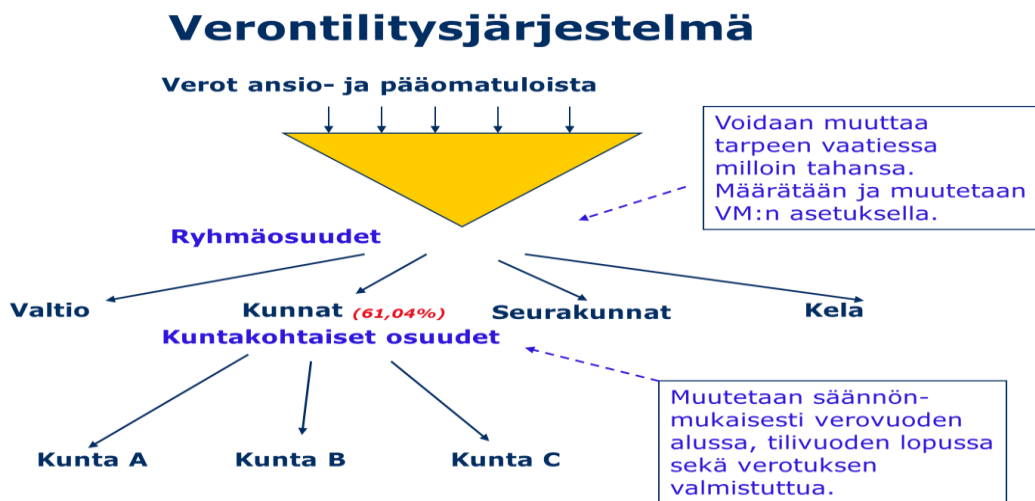 Verontilitysjärjestelmä
Verot ansio- ja pääomatuloista
Voidaan muuttaa
tarpeen vaatiessa
milloin tahansa.
Määrätään ja muutetaan
VM:n asetuksella.
Ryhmäosuudet
Valtio
Kunnat (61,04%)
Seurakunnat
Kela
Kuntakohtaiset osuudet
Muutetaan säännön-
mukaisesti verovuoden
alussa, tilivuoden lopussa
sekä verotuksen
valmistuttua.
Kunta A
Kunta B
Kunta C